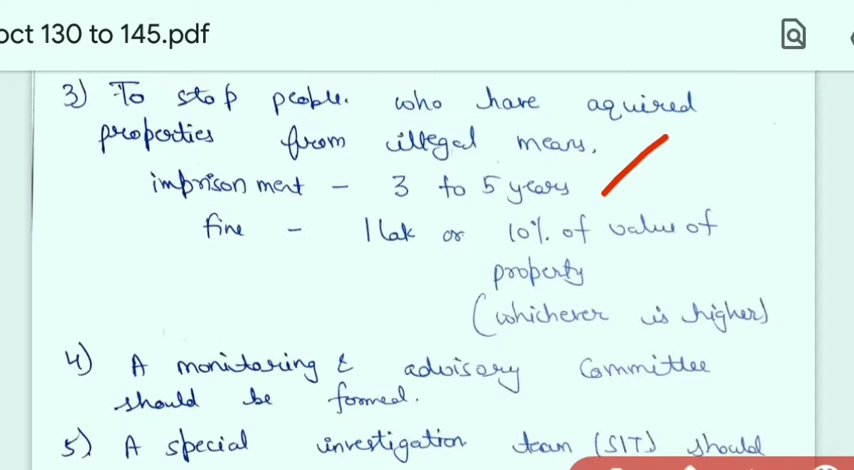 oct 130 to 145.pdf
3) To stop people. who have aquired
properties from illegal means.
imprisonment - 3 to 5 years
fine - 1 lak or 10% of value of
property
(whichever is higher)
4) A monitoring & advisory Committee
should be formed.
5) A special investigation team (SIT) should